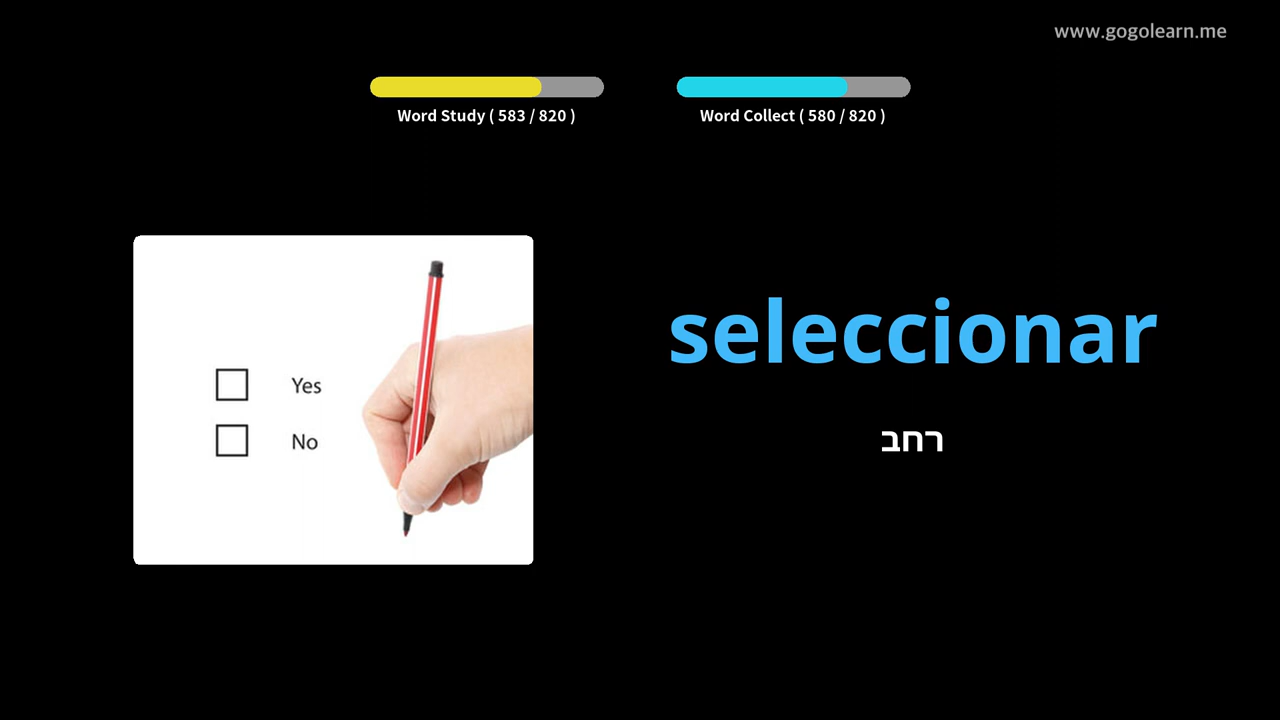 www.gogolearn.me
Word Study ( 583 / 820 )
Word Collect ( 580 / 820 )
Yes
No
seleccionar
רחב